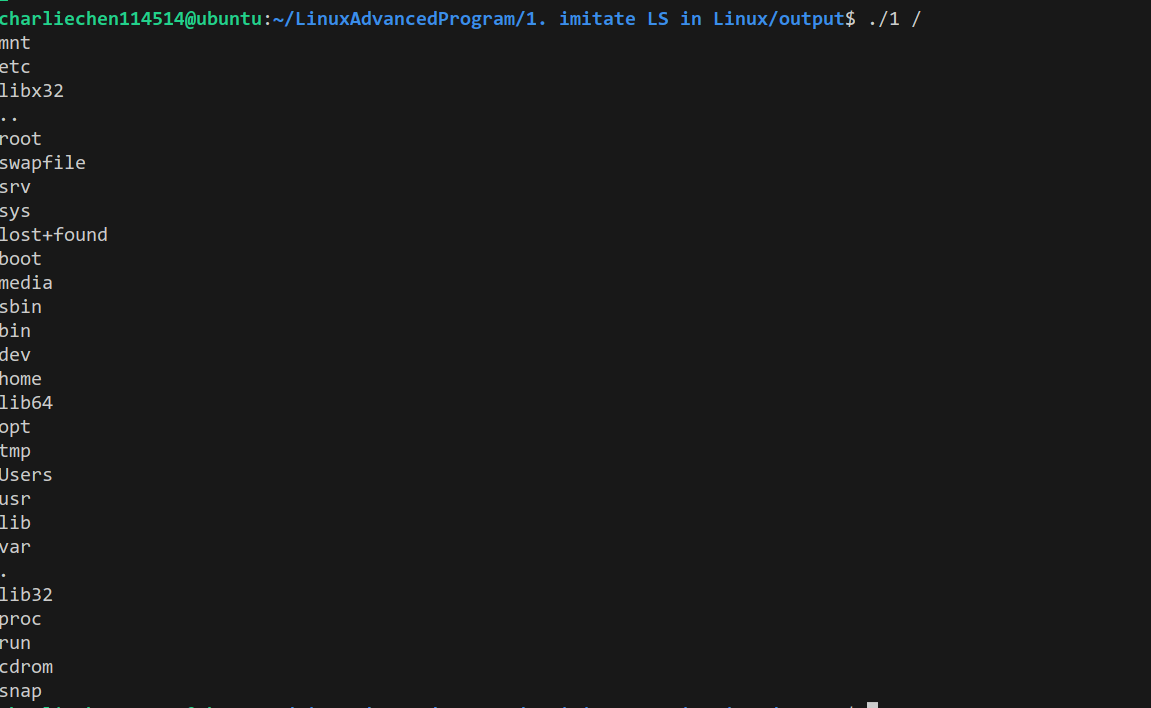 charliechen114514@ubuntu:~/LinuxAdvancedProgram/1. imitate LS in Linux/output$ ./1 /
mnt
etc
libx32
..
root
swapfile
srv
sys
lost+found
boot
media
sbin
bin
dev
home
lib64
opt
tmp
Users
usr
lib
var
.
lib32
proc
run
cdrom
snap